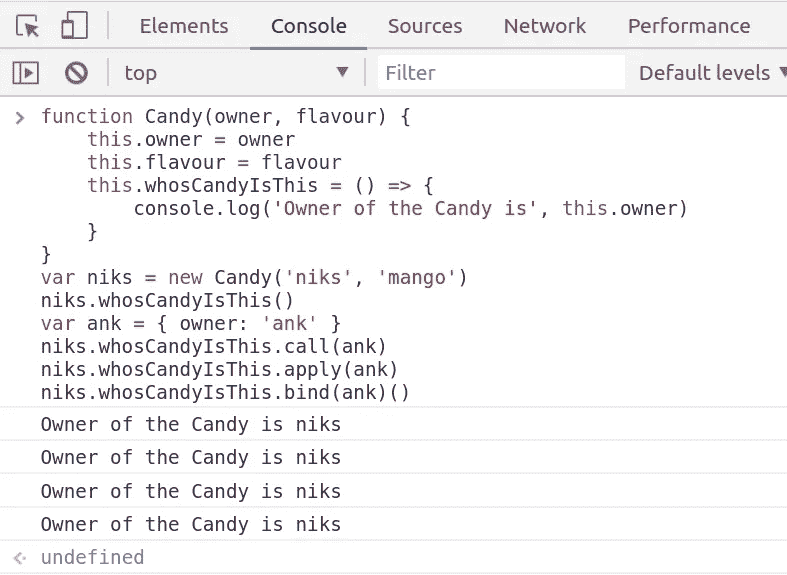 Elements Console Sources Network Performance
top Filter Default levels
function Candy(owner, flavour) {
    this.owner = owner
    this.flavour = flavour
    this.whosCandyIsThis = () => {
        console.log('Owner of the Candy is', this.owner)
    }
}
var niks = new Candy('niks', 'mango')
niks.whosCandyIsThis()
var ank = { owner: 'ank' }
niks.whosCandyIsThis.call(ank)
niks.whosCandyIsThis.apply(ank)
niks.whosCandyIsThis.bind(ank)()
Owner of the Candy is niks
Owner of the Candy is niks
Owner of the Candy is niks
Owner of the Candy is niks
undefined